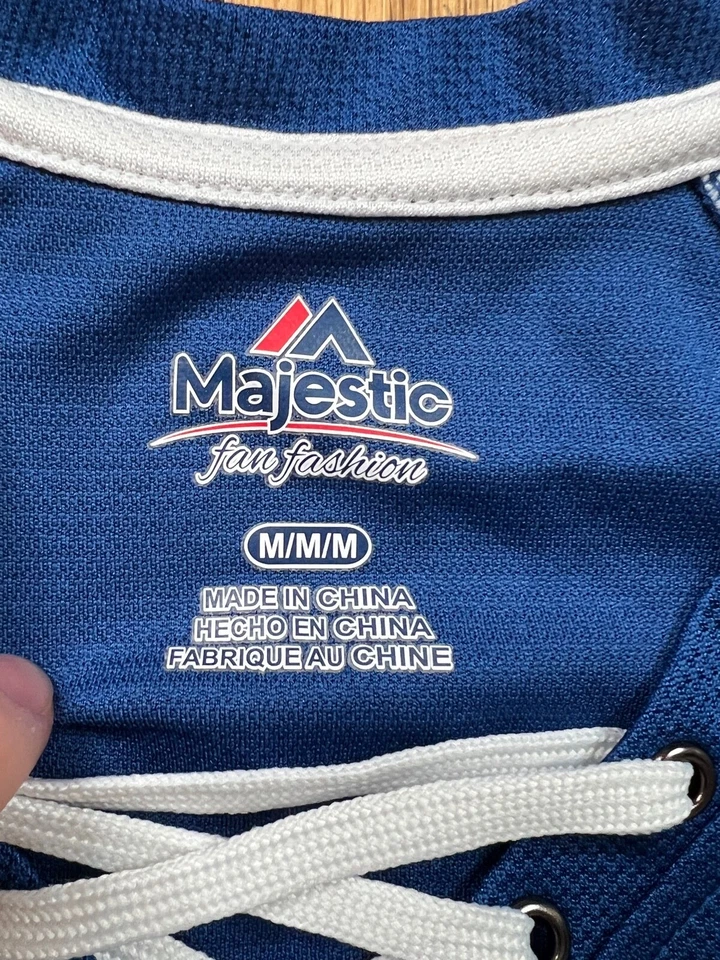 Majestic
fan fashion
M/M/M
MADE IN CHINA
HECHO EN CHINA
FABRIQUE AU CHINE